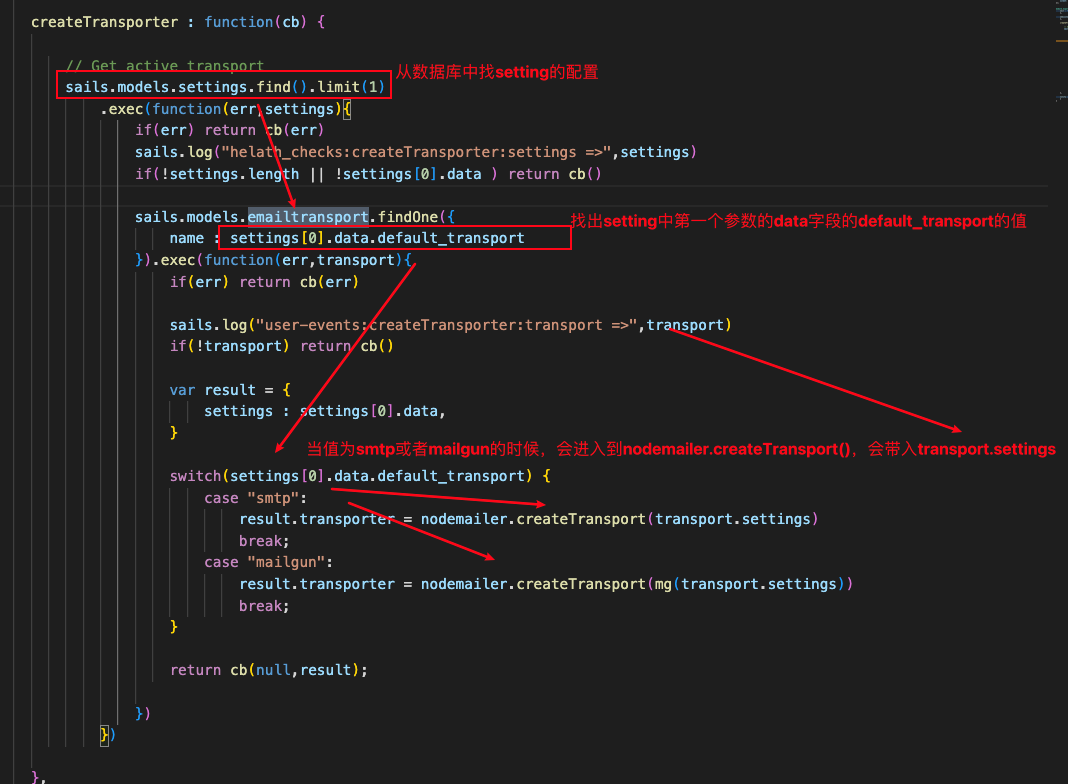 createTransporter : function(cb) {
// Get active transport
从数据库中找setting的配置
sails.models.settings.find().limit(1)
.exec(function(err,settings){
if(err) return cb(err)
sails.log("helath_checks:createTransporter:settings =>",settings)
if(!settings.length || !settings[0].data ) return cb()
sails.models.emailtransport.findOne({
找出setting中第一个参数的data字段的default_transport的值
name : settings[0].data.default_transport
}).exec(function(err,transport){
if(err) return cb(err)
sails.log("user-events:createTransporter:transport =>",transport)
if(!transport) return cb()
var result = {
settings : settings[0].data,
}
当值为smtp或者mailgun的时候，会进入到nodemailer.createTransport()，会带入transport.settings
switch(settings[0].data.default_transport) {
case "smtp":
result.transporter = nodemailer.createTransport(transport.settings)
break;
case "mailgun":
result.transporter = nodemailer.createTransport(mg(transport.settings))
break;
}
return cb(null,result);
})
})
},